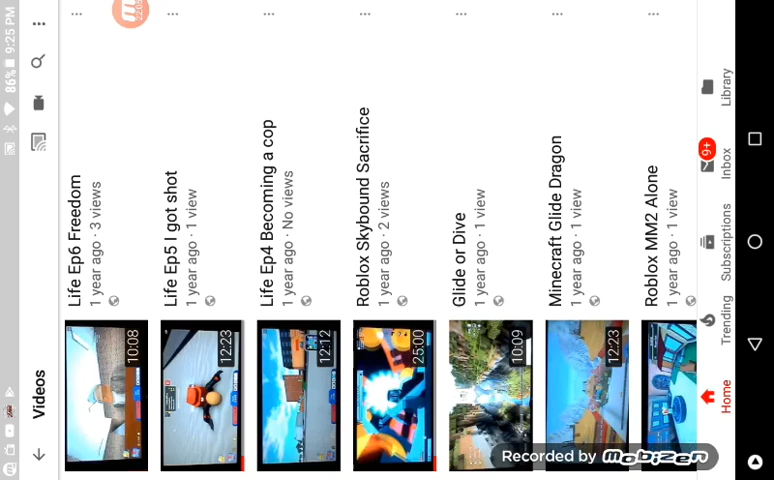 86% 9:25 PM
Videos
Life Ep6 Freedom
1 year ago · 3 views
10:08
Life Ep5 I got shot
1 year ago · 1 view
12:23
Life Ep4 Becoming a cop
1 year ago · No views
12:12
Roblox Skybound Sacrifice
1 year ago · 2 views
25:00
Glide or Dive
1 year ago · 1 view
10:09
Minecraft Glide Dragon
1 year ago · 1 view
12:23
Roblox MM2 Alone
1 year ago · 1 view
Home
Trending
Subscriptions
9+
Inbox
Library
Recorded by mobizen